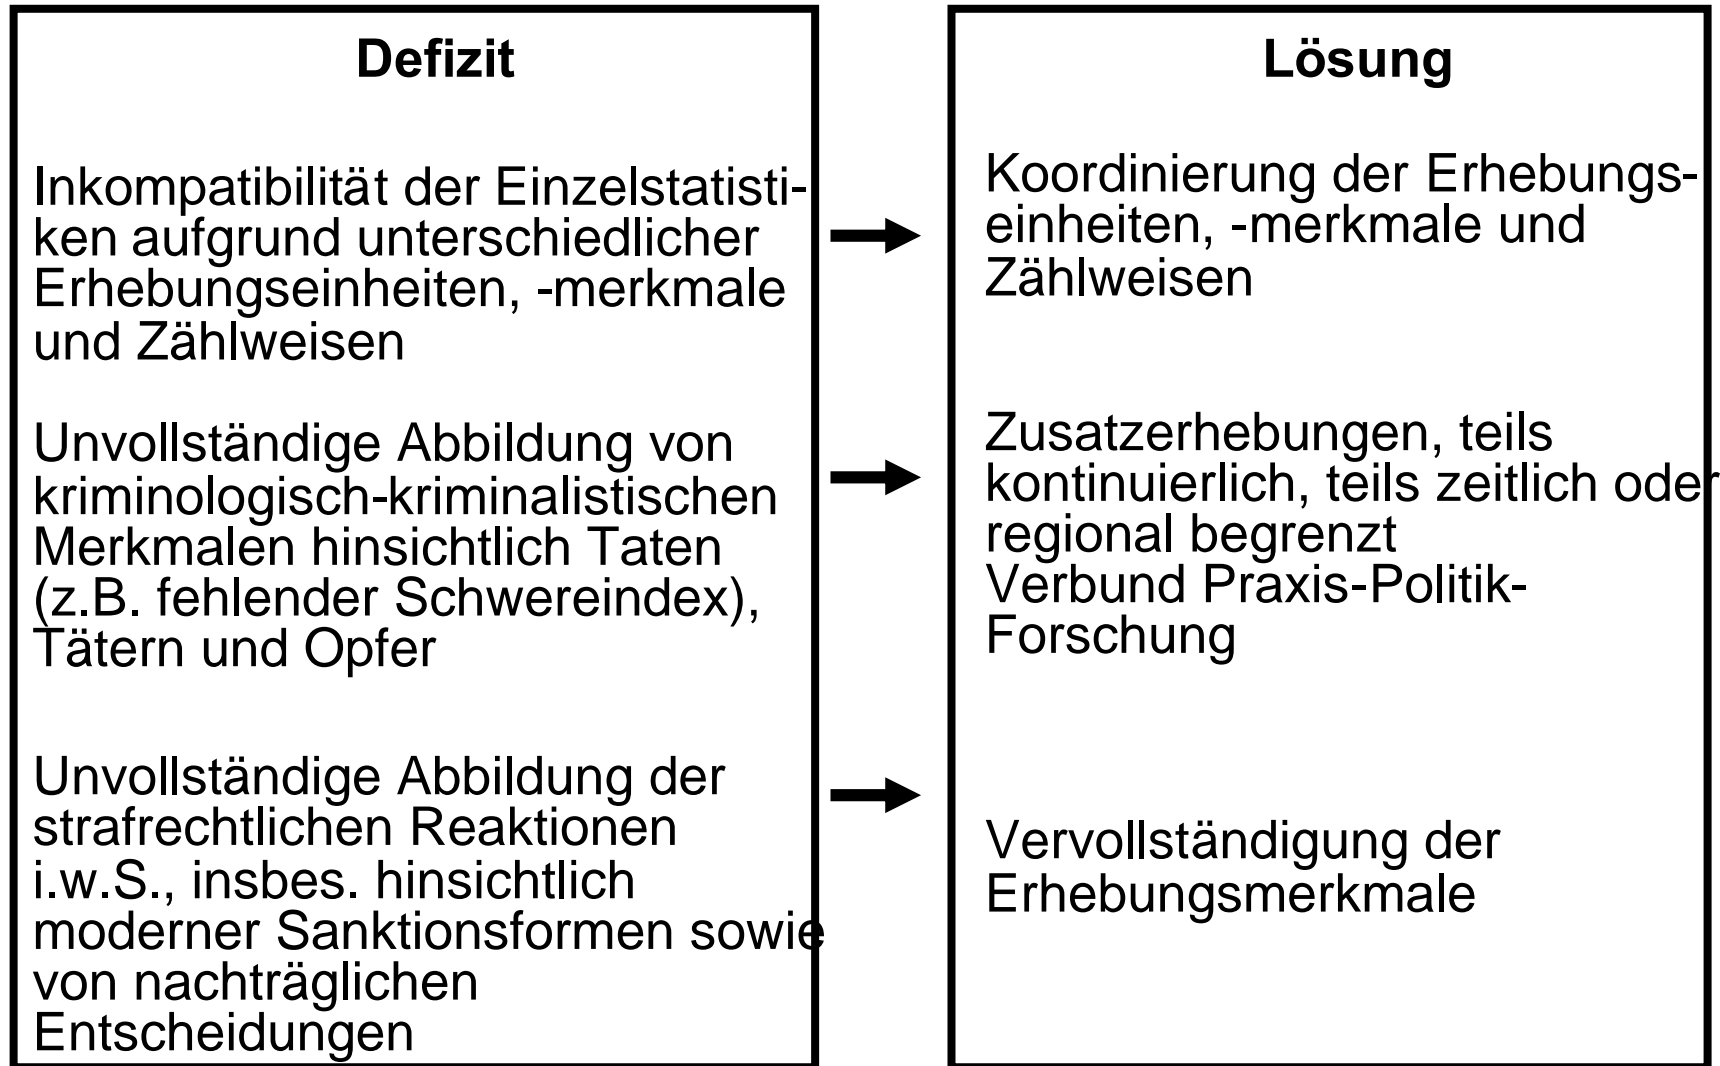 Defizit
Inkompatibilität der Einzelstatisti-
ken aufgrund unterschiedlicher
Erhebungseinheiten, -merkmale
und Zählweisen
Unvollständige Abbildung von
kriminologisch-kriminalistischen
Merkmalen hinsichtlich Taten
(z.B. fehlender Schwereindex),
Tätern und Opfer
Unvollständige Abbildung der
strafrechtlichen Reaktionen
i.w.S., insbes. hinsichtlich
moderner Sanktionsformen sowie
von nachträglichen
Entscheidungen
Lösung
Koordinierung der Erhebungs-
einheiten, -merkmale und
Zählweisen
Zusatzerhebungen, teils
kontinuierlich, teils zeitlich oder
regional begrenzt
Verbund Praxis-Politik-
Forschung
Vervollständigung der
Erhebungsmerkmale